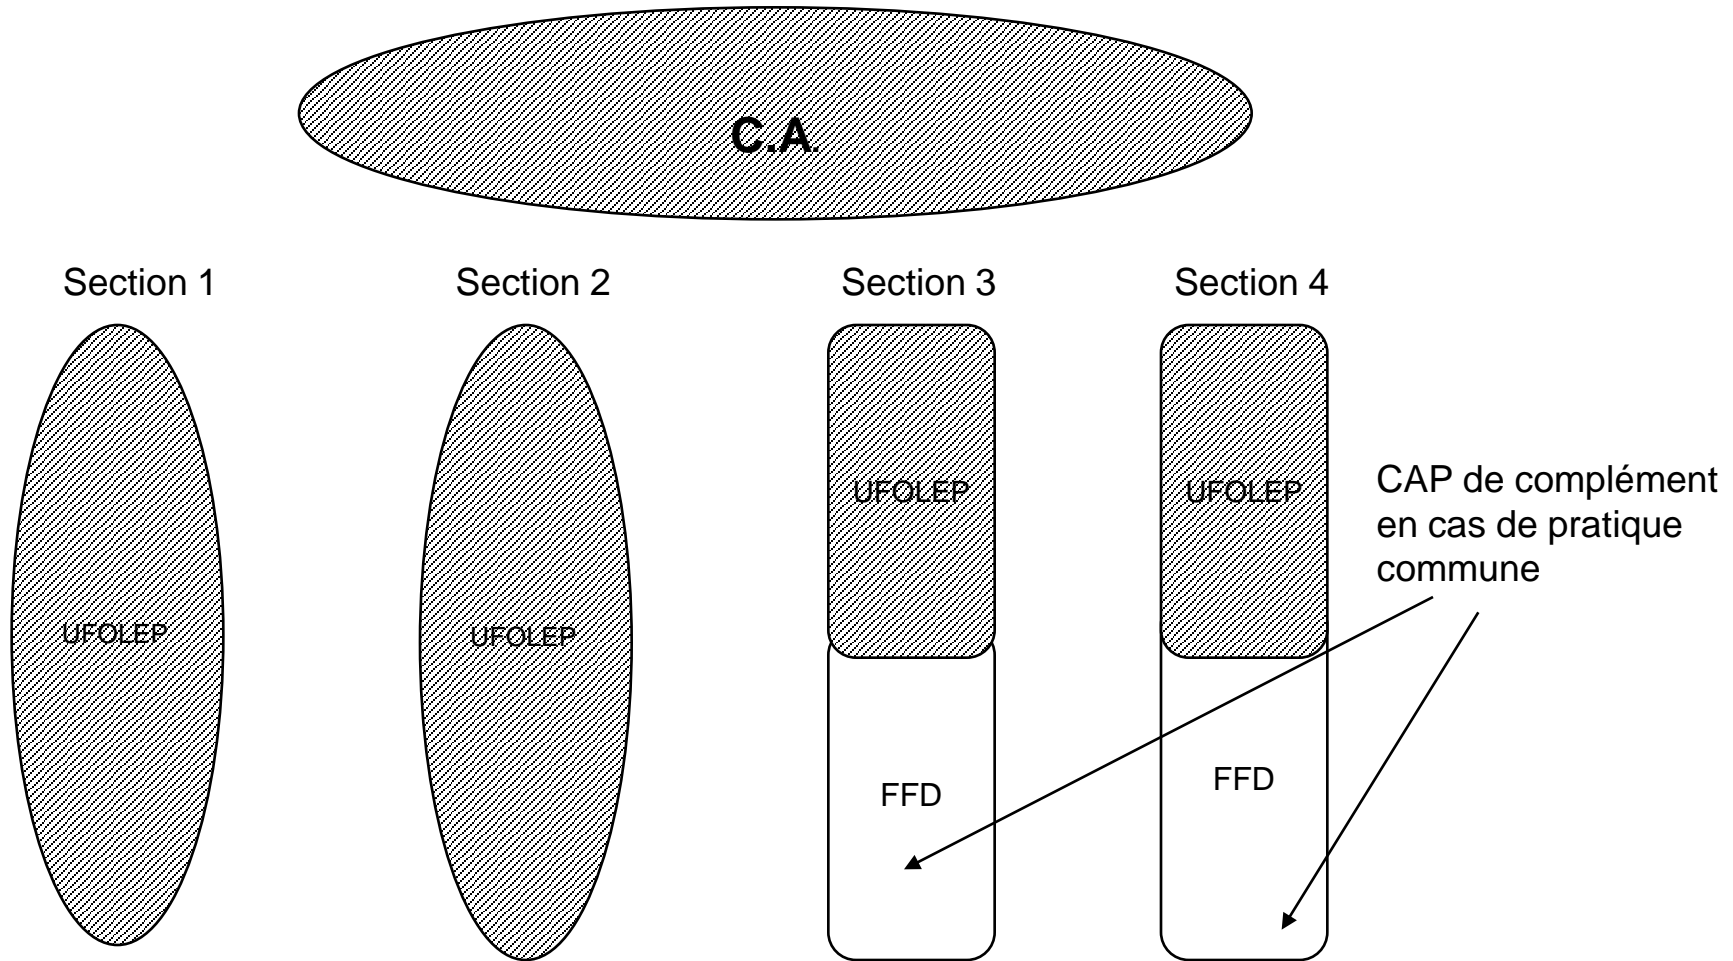 C.A.
Section 1
Section 2
Section 3
Section 4
UFOLEP
UFOLEP
CAP de complément
en cas de pratique
commune
UFOLEP
UFOLEP
FFD
FFD